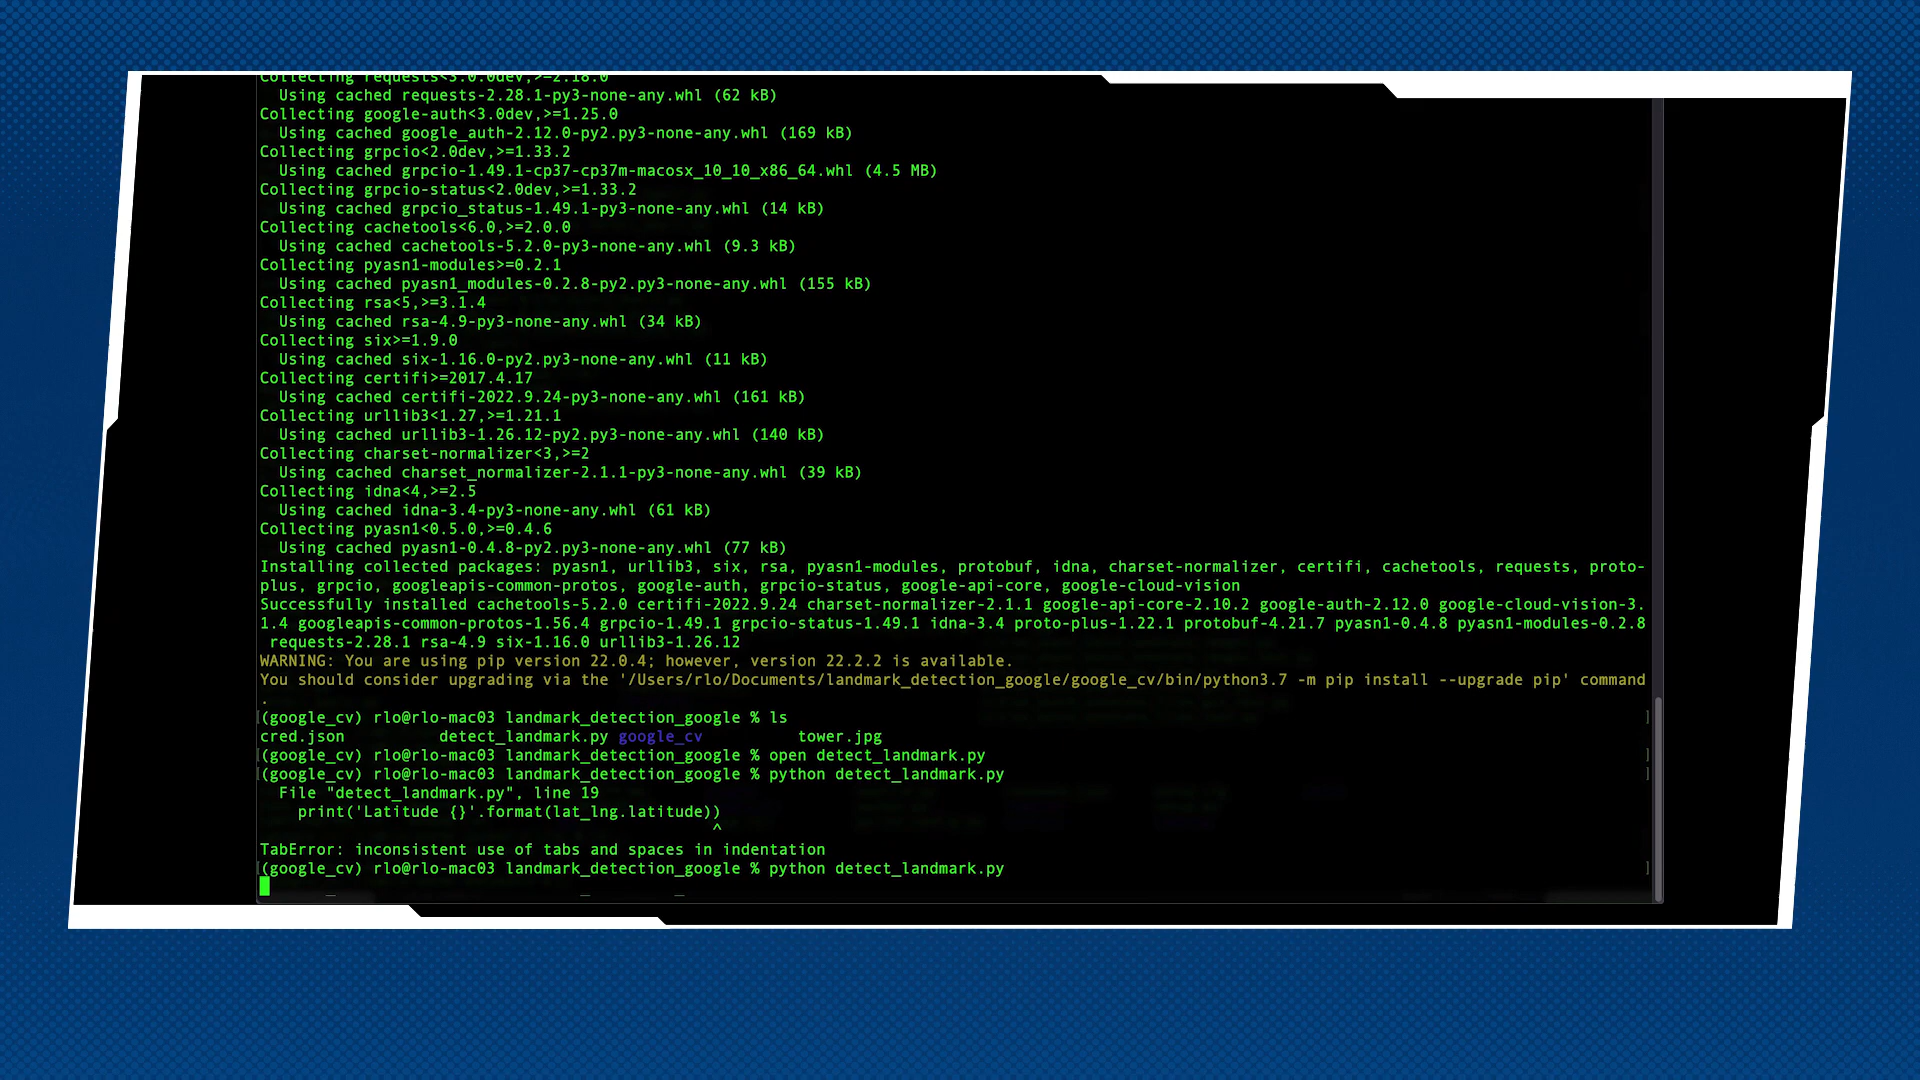 Collecting requests<3.0.0dev,>=2.18.0
Using cached requests-2.28.1-py3-none-any.whl (62 kB)
Collecting google-auth<3.0dev,>=1.25.0
Using cached google_auth-2.12.0-py2.py3-none-any.whl (169 kB)
Collecting grpcio<2.0dev,>=1.33.2
Using cached grpcio-1.49.1-cp37-cp37m-macosx_10_10_x86_64.whl (4.5 MB)
Collecting grpcio-status<2.0dev,>=1.33.2
Using cached grpcio_status-1.49.1-py3-none-any.whl (14 kB)
Collecting cachetools<6.0,>=2.0.0
Using cached cachetools-5.2.0-py3-none-any.whl (9.3 kB)
Collecting pyasn1-modules>=0.2.1
Using cached pyasn1_modules-0.2.8-py2.py3-none-any.whl (155 kB)
Collecting rsa<5,>=3.1.4
Using cached rsa-4.9-py3-none-any.whl (34 kB)
Collecting six>=1.9.0
Using cached six-1.16.0-py2.py3-none-any.whl (11 kB)
Collecting certifi>=2017.4.17
Using cached certifi-2022.9.24-py3-none-any.whl (161 kB)
Collecting urllib3<1.27,>=1.21.1
Using cached urllib3-1.26.12-py2.py3-none-any.whl (140 kB)
Collecting charset-normalizer<3,>=2
Using cached charset_normalizer-2.1.1-py3-none-any.whl (39 kB)
Collecting idna<4,>=2.5
Using cached idna-3.4-py3-none-any.whl (61 kB)
Collecting pyasn1<0.5.0,>=0.4.6
Using cached pyasn1-0.4.8-py2.py3-none-any.whl (77 kB)
Installing collected packages: pyasn1, urllib3, six, rsa, pyasn1-modules, protobuf, idna, charset-normalizer, certifi, cachetools, requests, proto-
plus, grpcio, googleapis-common-protos, google-auth, grpcio-status, google-api-core, google-cloud-vision
Successfully installed cachetools-5.2.0 certifi-2022.9.24 charset-normalizer-2.1.1 google-api-core-2.10.2 google-auth-2.12.0 google-cloud-vision-3.
1.4 googleapis-common-protos-1.56.4 grpcio-1.49.1 grpcio-status-1.49.1 idna-3.4 proto-plus-1.22.1 protobuf-4.21.7 pyasn1-0.4.8 pyasn1-modules-0.2.8
requests-2.28.1 rsa-4.9 six-1.16.0 urllib3-1.26.12
WARNING: You are using pip version 22.0.4; however, version 22.2.2 is available.
You should consider upgrading via the '/Users/rlo/Documents/landmark_detection_google/google_cv/bin/python3.7 -m pip install --upgrade pip' command
.
[(google_cv) rlo@rlo-mac03 landmark_detection_google % ls ]
cred.json detect_landmark.py google_cv tower.jpg
[(google_cv) rlo@rlo-mac03 landmark_detection_google % open detect_landmark.py ]
[(google_cv) rlo@rlo-mac03 landmark_detection_google % python detect_landmark.py ]
File "detect_landmark.py", line 19
print('Latitude {}'.format(lat_lng.latitude))
^
TabError: inconsistent use of tabs and spaces in indentation
[(google_cv) rlo@rlo-mac03 landmark_detection_google % python detect_landmark.py ]